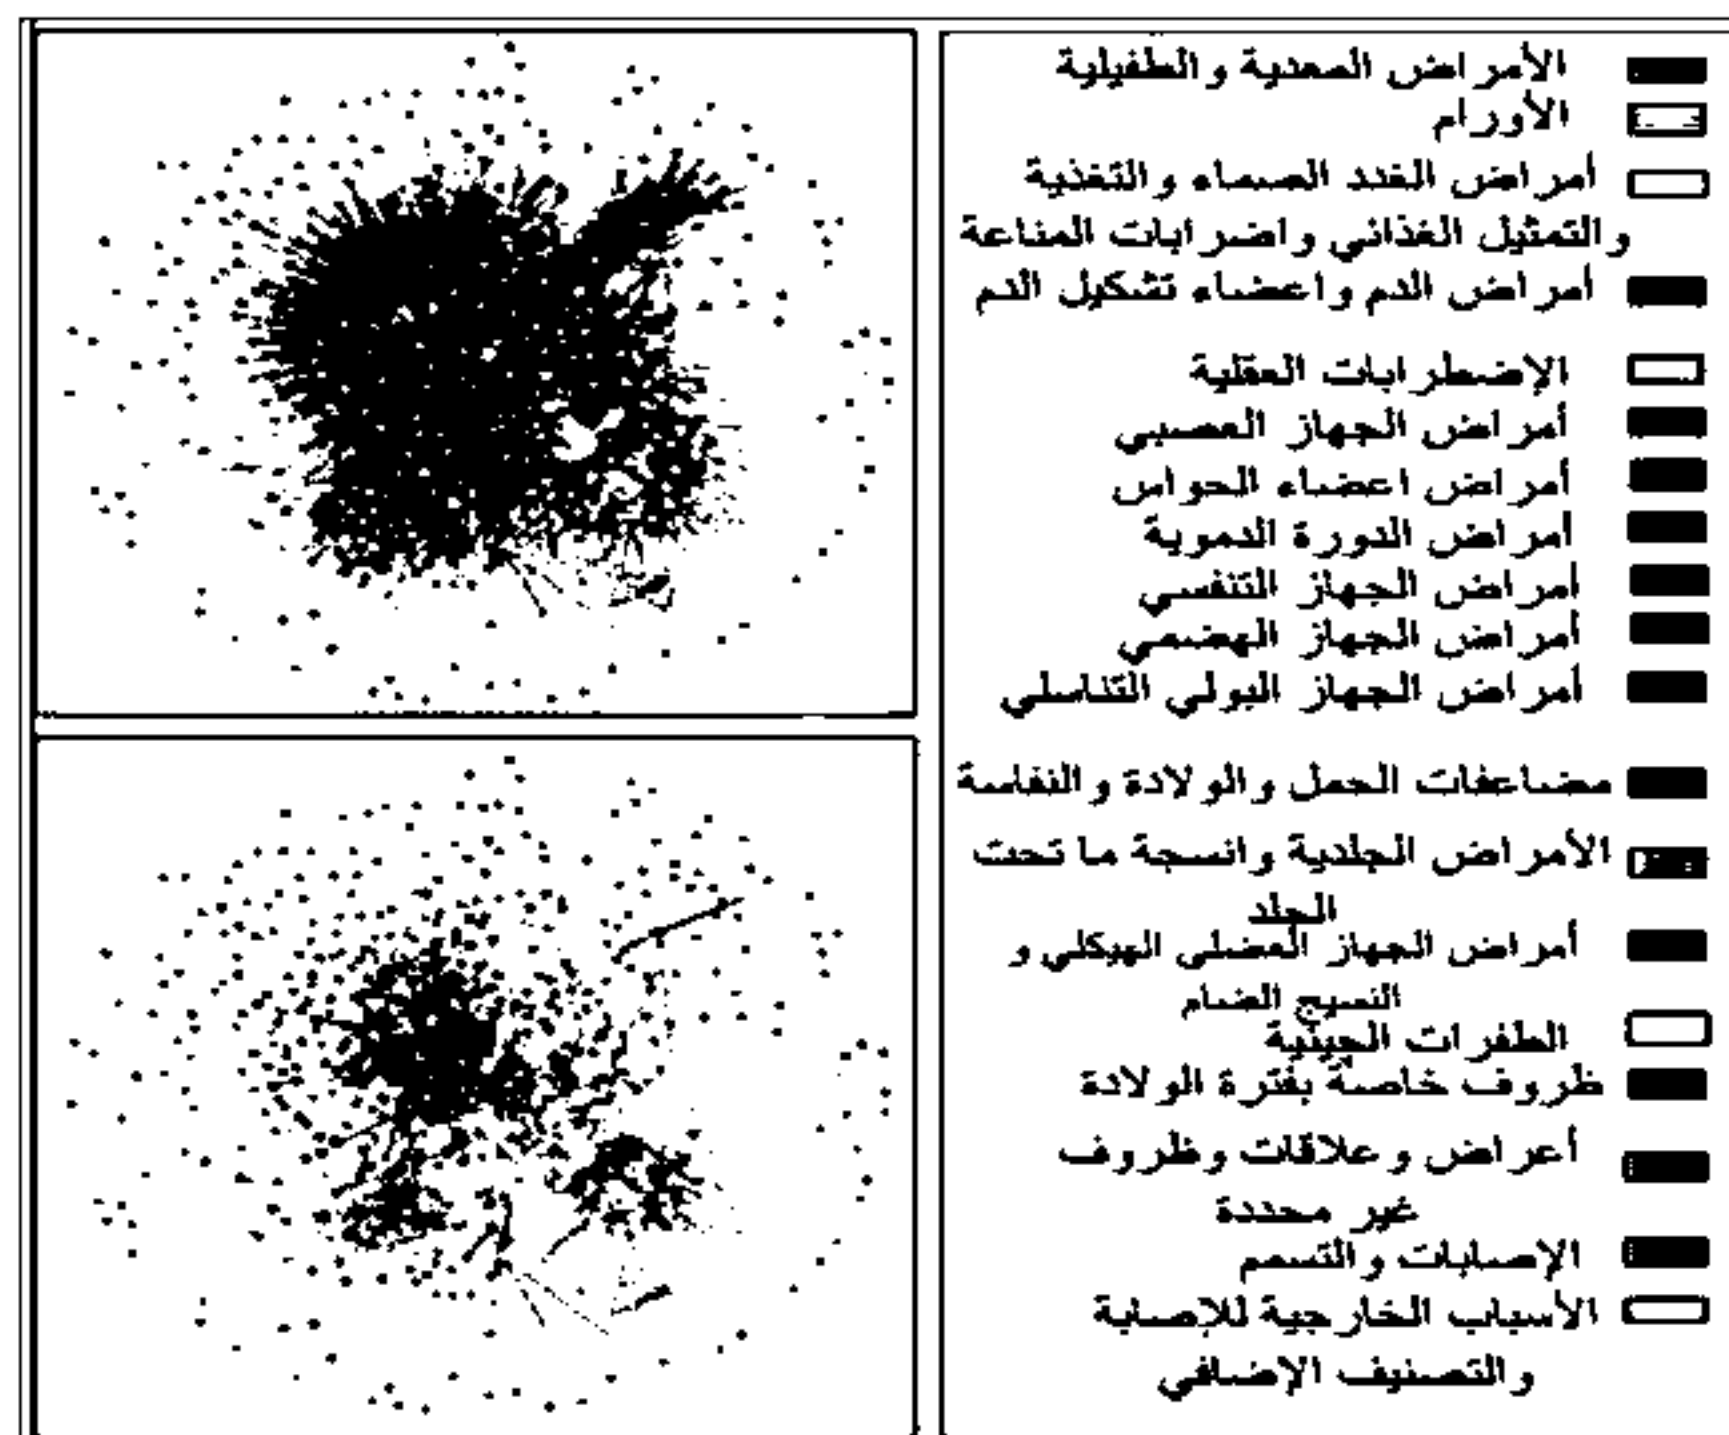 الأمراض المعدية والطفيلية
الأورام
أمراض الغدد الصماء والتغذية
والتمثيل الغذائي واضرابات المناعة
أمراض الدم واعضاء تشكيل الدم
الإضطرابات العقلية
أمراض الجهاز العصبي
أمراض اعضاء الحواس
أمراض الدورة الدموية
أمراض الجهاز التنفسي
أمراض الجهاز الهضمي
أمراض الجهاز البولي التناسلي
مضاعفات الحمل والولادة والنفاسة
الأمراض الجلدية وانسجة ما تحت
الجلد
أمراض الجهاز العضلي الهيكلي و
النسيج الضام
الطفرات الجينية
ظروف خاصة بفترة الولادة
أعراض وعلاقات وظروف
غير محددة
الإصابات والتسمم
الأسباب الخارجية للإصابة
والتصنيف الإضافي